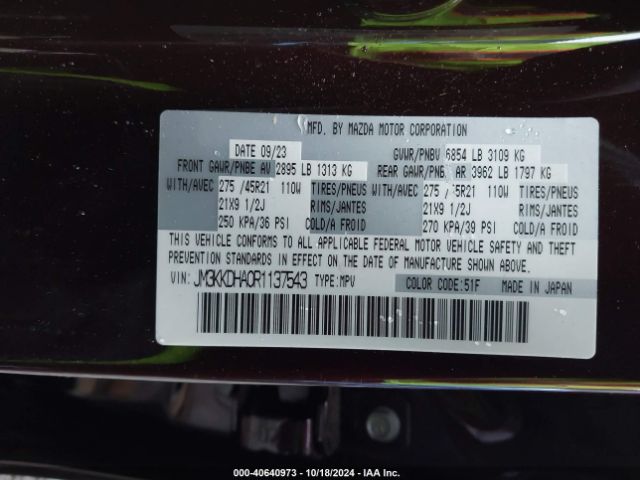 MFD. BY MAZDA MOTOR CORPORATION
DATE 09/23 GVWR/PNBV 6854 LB 3109 KG
FRONT GAWR/PNBE AV 2895 LB 1313 KG REAR GAWR/PNBE AR 3962 LB 1797 KG
WITH/AVEC 275 /45R21 110W TIRES/PNEUS WITH/AVEC 275 /45R21 110W TIRES/PNEUS
21X9 1/2J RIMS/JANTES 21X9 1/2J RIMS/JANTES
250 KPA/36 PSI COLD/A FROID 270 KPA/39 PSI COLD/A FROID
THIS VEHICLE CONFORMS TO ALL APPLICABLE FEDERAL MOTOR VEHICLE SAFETY AND THEFT
PREVENTION STANDARDS IN EFFECT ON THE DATE OF MANUFACTURE SHOWN ABOVE.
VIN: JM3KKDHA0R1137543 TYPE:MPV COLOR CODE:51F MADE IN JAPAN
000-40640973 - 10/18/2024 - IAA Inc.